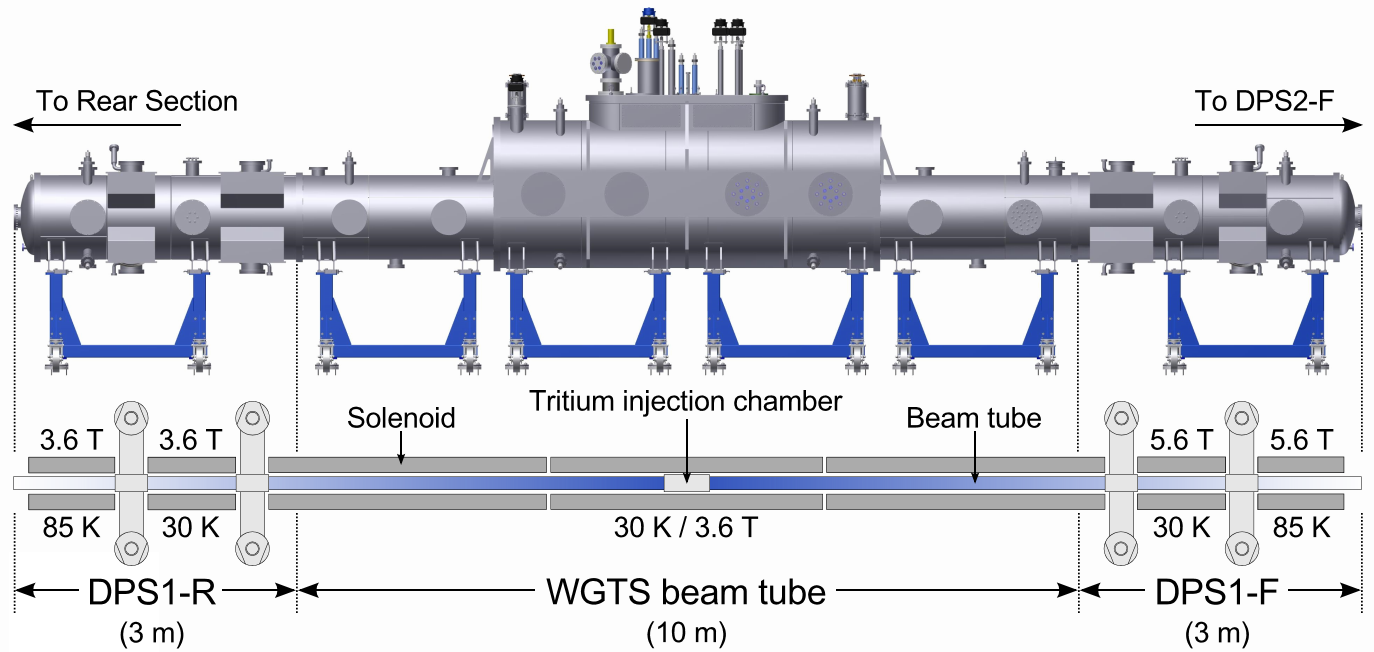 To Rear Section
To DPS2-F
Solenoid
Tritium injection chamber
Beam tube
3.6 T
3.6 T
5.6 T
5.6 T
85 K
30 K
30 K / 3.6 T
30 K
85 K
DPS1-R
WGTS beam tube
DPS1-F
(3 m)
(10 m)
(3 m)